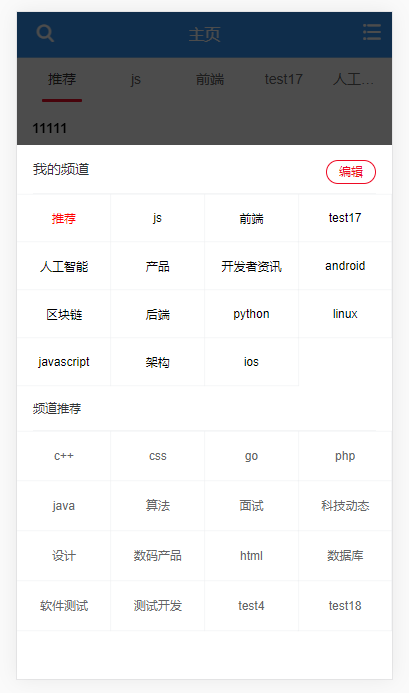 主页
推荐 js 前端 test17 人工...
11111
我的频道 编辑
推荐 js 前端 test17
人工智能 产品 开发者资讯 android
区块链 后端 python linux
javascript 架构 ios
频道推荐
c++ css go php
java 算法 面试 科技动态
设计 数码产品 html 数据库
软件测试 测试开发 test4 test18